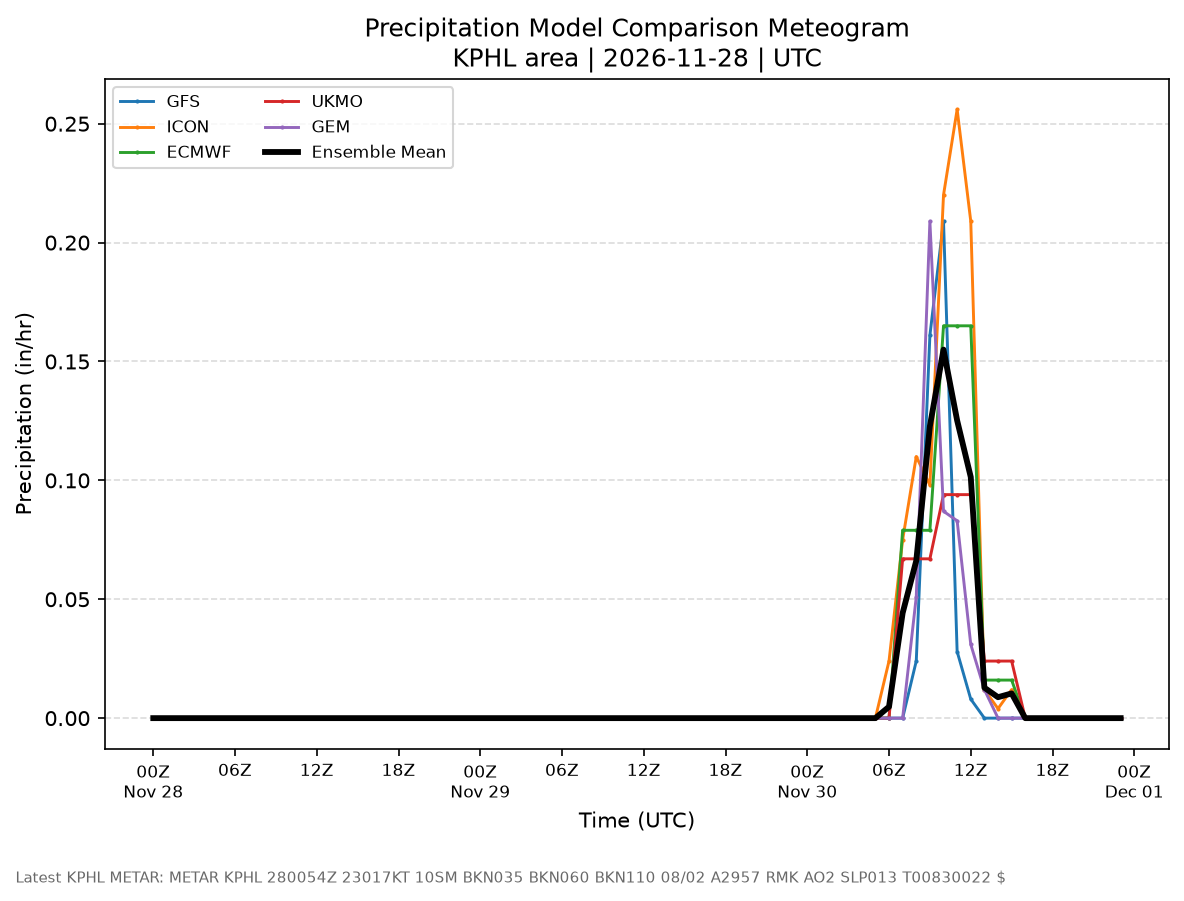 Precipitation Model Comparison Meteogram
KPHL area | 2026-11-28 | UTC
GFS
ICON
ECMWF
UKMO
GEM
Ensemble Mean
Precipitation (in/hr)
0.25
0.20
0.15
0.10
0.05
0.00
00Z 06Z 12Z 18Z 00Z 06Z 12Z 18Z 00Z 06Z 12Z 18Z 00Z
Nov 28 Nov 29 Nov 30 Dec 01
Time (UTC)
Latest KPHL METAR: METAR KPHL 280054Z 23017KT 10SM BKN035 BKN060 BKN110 08/02 A2957 RMK AO2 SLP013 T00830022 $